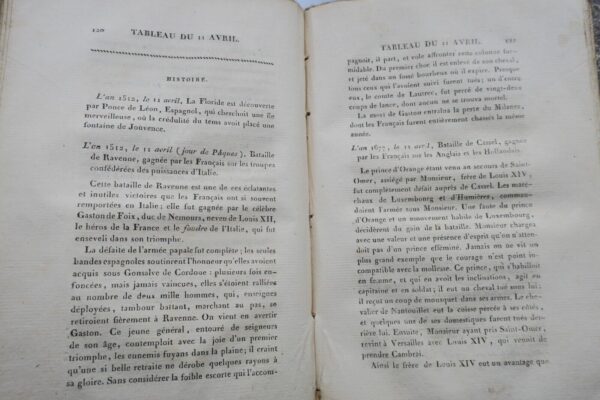 120
TABLEAU DU 11 AVRIL.
HISTOIRE.
L'an 1512, le 11 avril, La Floride est découverte
par Ponce de Léon, Espagnol, qui cherchoit une île
merveilleuse, où la crédulité du tems avoit placé une
fontaine de Jouvence.
L'an 1512, le 11 avril (jour de Pâques). Bataille
de Ravenne, gagnée par les Français sur les troupes
confédérées des puissances d'Italie.
Cette bataille de Ravenne est une de ces éclatantes
et inutiles victoires que les Français ont si souvent
remportées en Italie; elle fut gagnée par le célèbre
Gaston de Foix, duc de Nemours, neveu de Louis XII,
le héros de la France et le foudre de l'Italie, qui fut
enseveli dans son triomphe.
La défaite de l'armée papale fut complète; les seules
bandes espagnoles soutinrent l'honneur qu'elles avoient
acquis sous Gonsalve de Cordoue: plusieurs fois en-
foncées, mais jamais vaincues, elles s'étoient ralliées
au nombre de deux mille hommes, qui, enseignes
déployées, tambour battant, marchant au pas, se
retiroient fièrement à Ravenne. On vient en avertir
Gaston. Ce jeune général, entouré de seigneurs
de son âge, contemploit avec la joie d'un premier
triomphe, les ennemis fuyans dans la plaine; il craint
qu'une si belle retraite ne dérobe quelques rayons à
sa gloire. Sans considérer la foible escorte qui l'accom-
TABLEAU DU 11 AVRIL.
121
pagnoit, il part, et vole affronter cette colonne for-
midable. Du premier choc il est enlevé de son cheval,
et jeté dans un fossé bourbeux où il expire. Presque
tous ceux qui l'avoient suivi furent tués; un d'entre
eux, le comte de Lautrec, fut percé de vingt-deux
coups de lance, dont aucun ne se trouva mortel.
La mort de Gaston entraîna la perte du Milanez,
dont les Français furent entièrement chassés la même
année.
L'an 1677, le 11 avril, Bataille de Cassel, gagnée
par les Français sur les Anglais et les Hollandais.
Le prince d'Orange étant venu au secours de Saint-
Omer, assiégé par Monsieur, frère de Louis XIV,
fut complètement défait auprès de Cassel. Les maré-
chaux de Luxembourg et d'Humières, comman-
doient l'armée sous Monsieur. Une faute du prince
d'Orange et un mouvement habile de Luxembourg,
décidèrent du gain de la bataille. Monsieur chargea
avec une valeur et une présence d'esprit qu'on n'atten-
doit pas d'un prince efféminé. Jamais on ne vit un
plus grand exemple que le courage n'est point in-
compatible avec la mollesse. Ce prince, qui s'habilloit
en femme, et qui en avoit les inclinations, agit en
capitaine et en soldat; il eut un cheval tué sous lui:
il reçut un coup de mousquet dans ses armes. Le che-
valier de Nantouillet eut la cuisse percée à ses côtés,
et quelques uns de ses domestiques furent tués der-
rière lui. Ensuite, Monsieur ayant pris Saint-Omer,
revint à Versailles avec Louis XIV, qui venoit de
prendre Cambrai.
Ainsi le frère de Louis XIV eut un avantage que